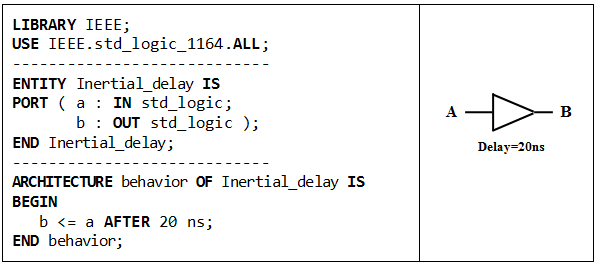 LIBRARY IEEE;
USE IEEE.std_logic_1164.ALL;
----------------------------
ENTITY Inertial_delay IS
PORT ( a : IN std_logic;
       b : OUT std_logic );
END Inertial_delay;
----------------------------
ARCHITECTURE behavior OF Inertial_delay IS
BEGIN
   b <= a AFTER 20 ns;
END behavior;
A B
Delay=20ns